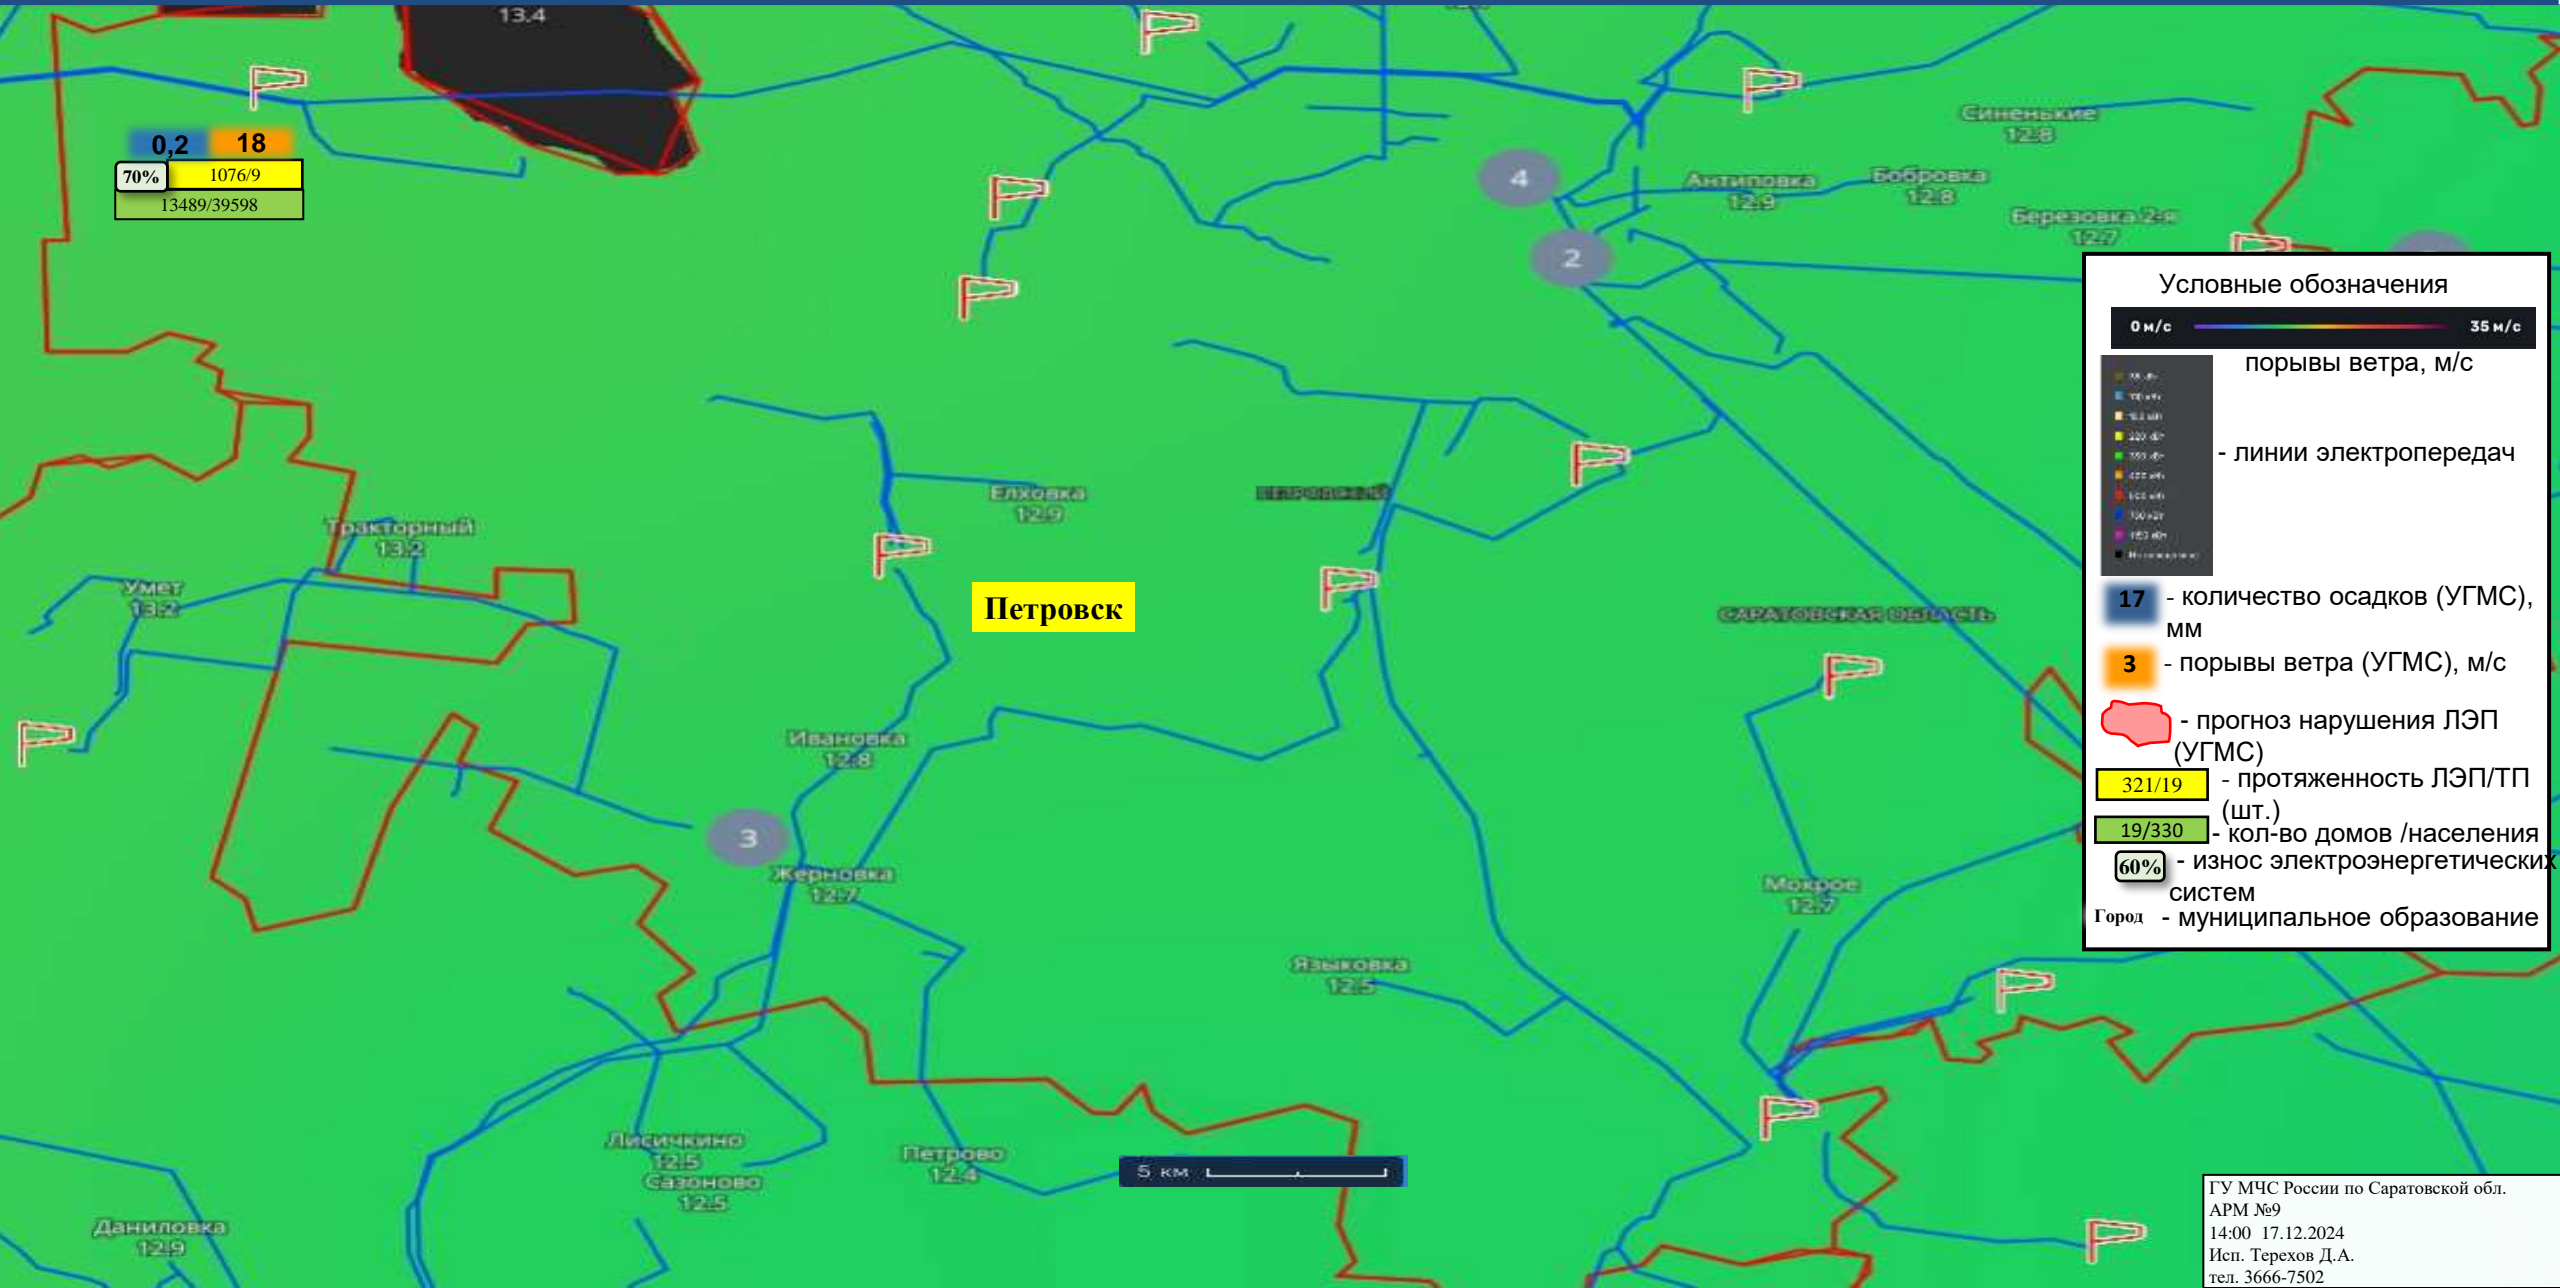 13.4
0,2 18
70% 1076/9
13489/39598
Синенькие
12.8
4
Антиповка
12.9
Бобровка
12.8
Березовка 2-я
12.7
2
Елховка
12.9
ПЕТРОВСКИЙ
Тракторный
13.2
Умет
13.2
Петровск
САРАТОВСКАЯ ОБЛАСТЬ
Ивановка
12.8
3
Жерновка
12.7
Мокрое
12.7
Языковка
12.5
Лисичкино
12.5
Сазоново
12.5
Петрово
12.4
5 км
Даниловка
12.9
Условные обозначения
0 м/с 35 м/с
порывы ветра, м/с
- линии электропередач
17 - количество осадков (УГМС),
мм
3 - порывы ветра (УГМС), м/с
- прогноз нарушения ЛЭП
(УГМС)
321/19 - протяженность ЛЭП/ТП
(шт.)
19/330 - кол-во домов /населения
60% - износ электроэнергетических
систем
Город - муниципальное образование
ГУ МЧС России по Саратовской обл.
АРМ №9
14:00 17.12.2024
Исп. Терехов Д.А.
тел. 3666-7502